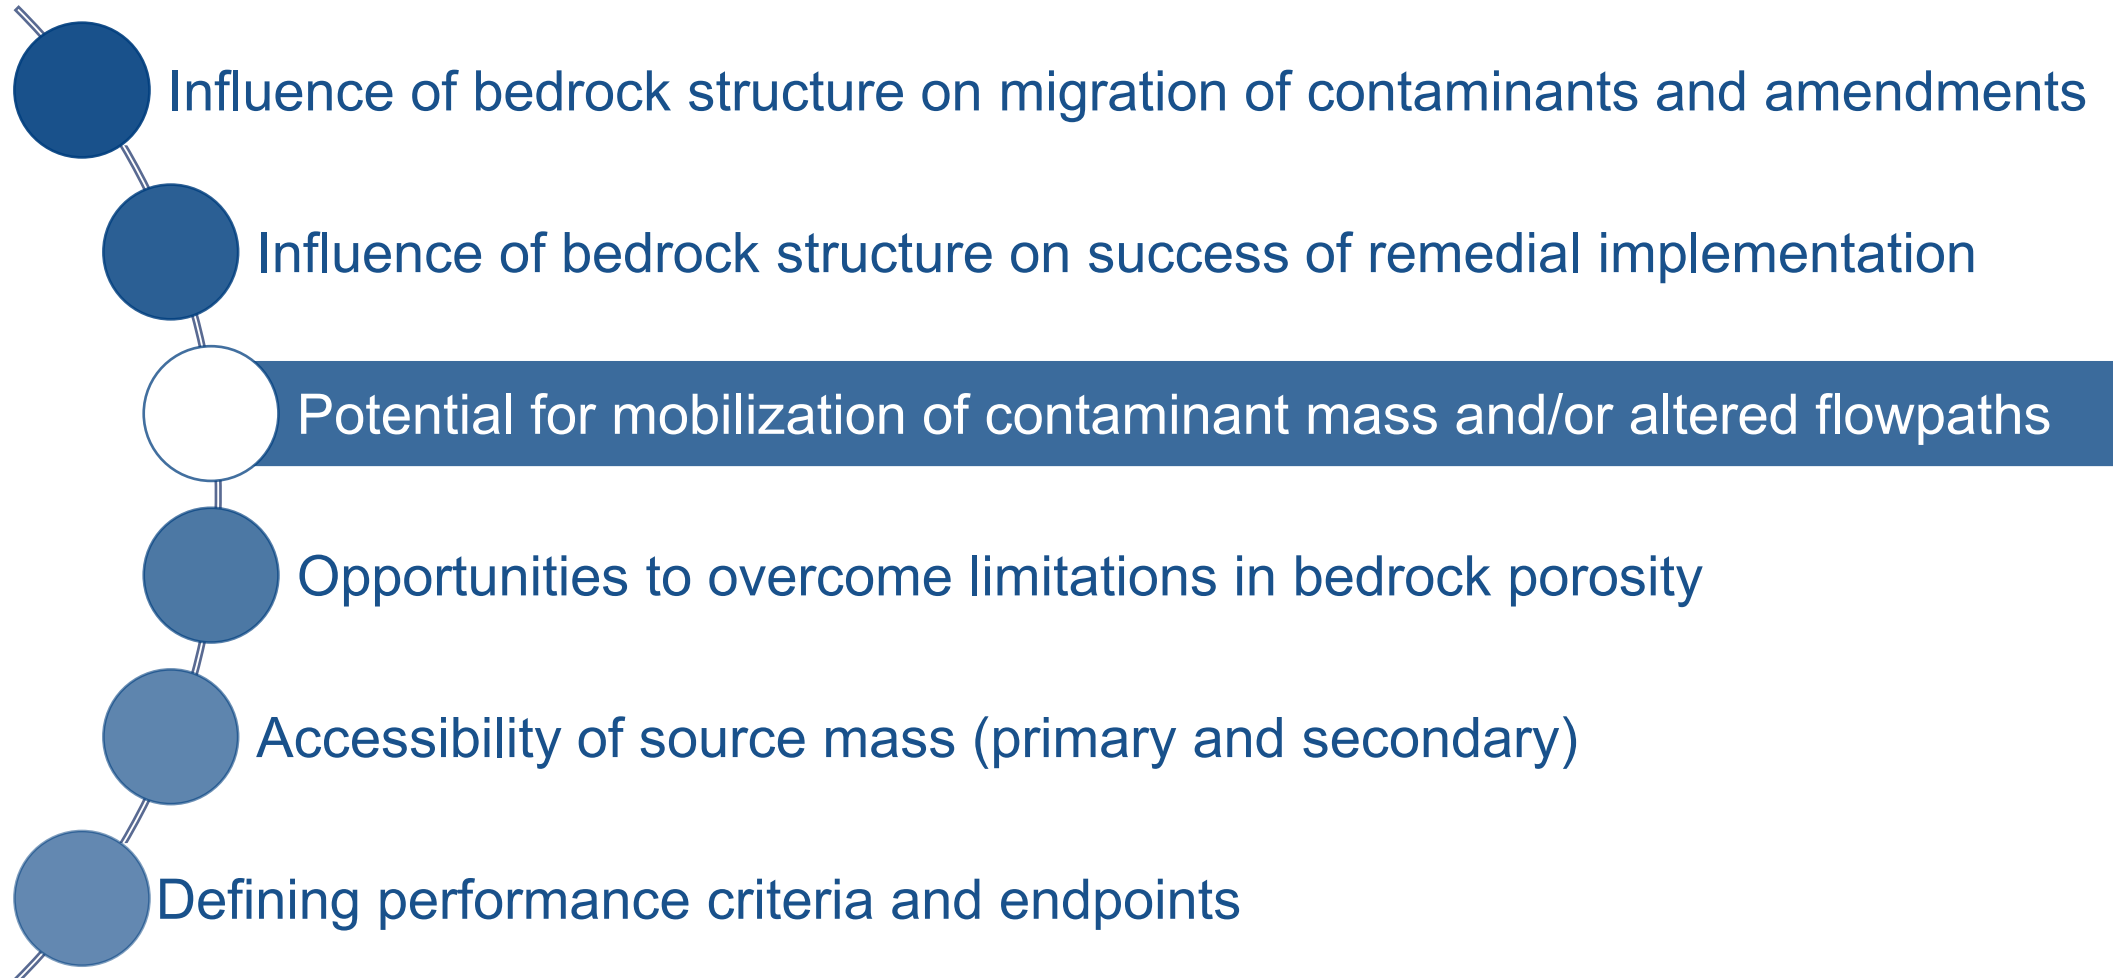 Influence of bedrock structure on migration of contaminants and amendments
Influence of bedrock structure on success of remedial implementation
Potential for mobilization of contaminant mass and/or altered flowpaths
Opportunities to overcome limitations in bedrock porosity
Accessibility of source mass (primary and secondary)
Defining performance criteria and endpoints